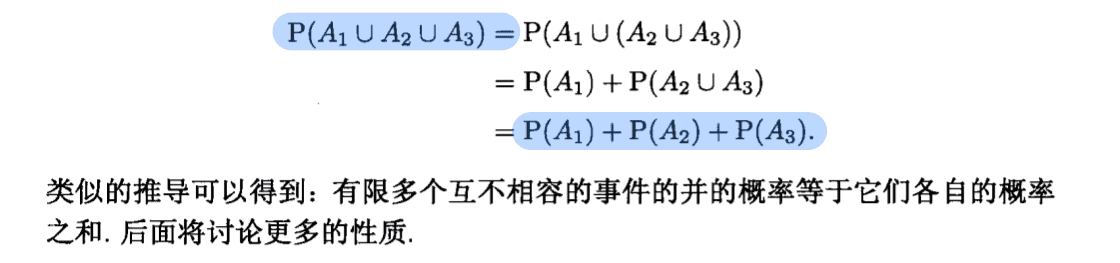 P(A₁ ∪ A₂ ∪ A₃) = P(A₁ ∪ (A₂ ∪ A₃))
= P(A₁) + P(A₂ ∪ A₃)
= P(A₁) + P(A₂) + P(A₃).
类似的推导可以得到：有限多个互不相容的事件的并的概率等于它们各自的概率
之和. 后面将讨论更多的性质.